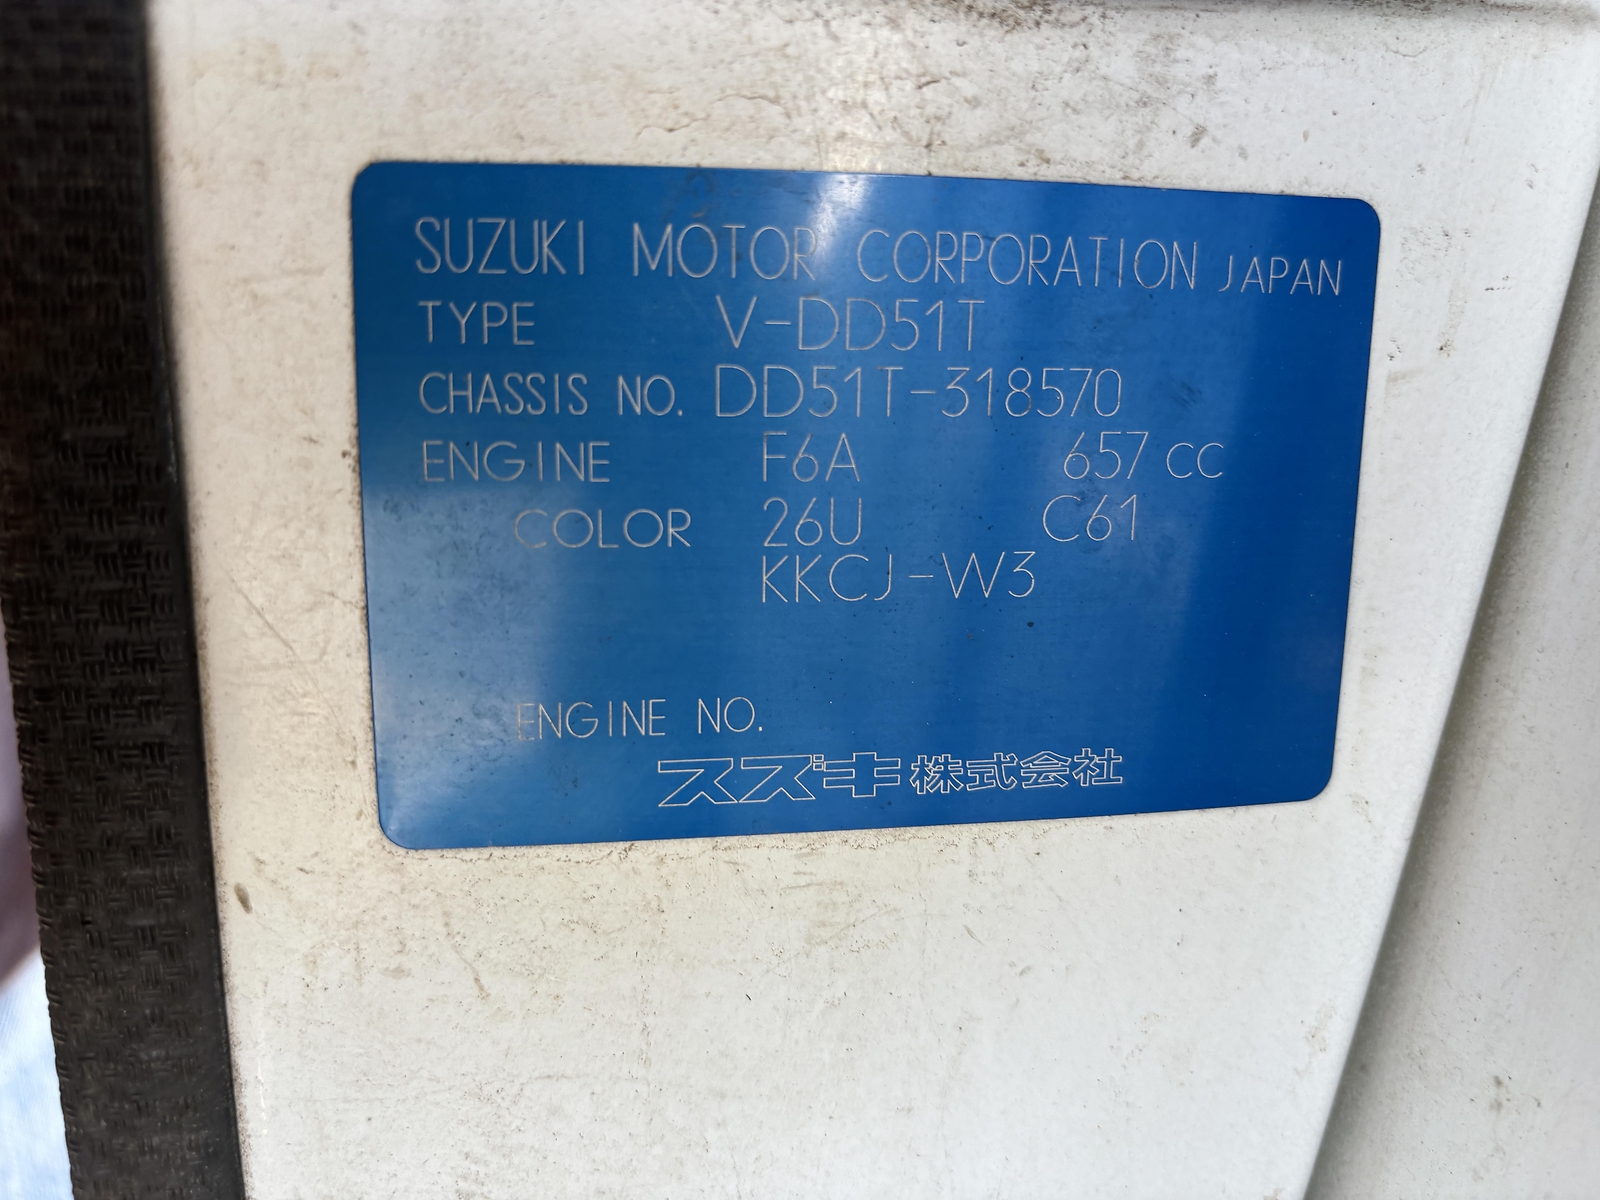 SUZUKI MOTOR CORPORATION JAPAN
TYPE V-DD51T
CHASSIS NO. DD51T-318570
ENGINE F6A 657 CC
COLOR 26U C61
KKCJ-W3
ENGINE NO.
スズキ株式会社